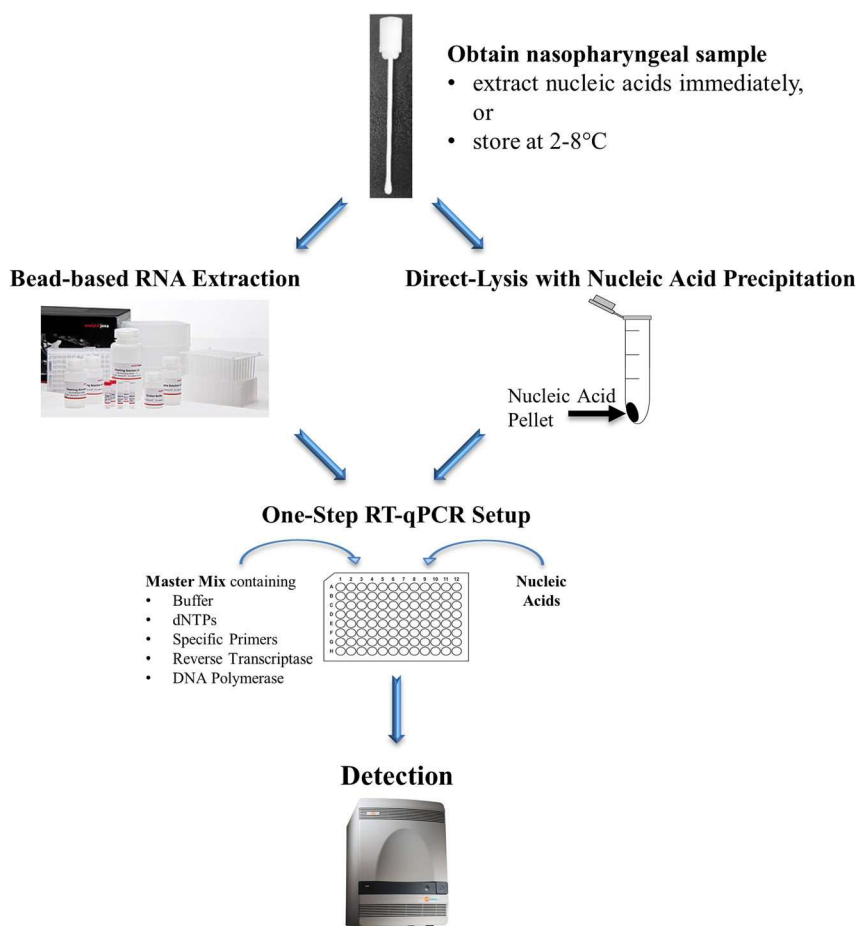 Obtain nasopharyngeal sample
• extract nucleic acids immediately,
or
• store at 2-8°C
Bead-based RNA Extraction
Direct-Lysis with Nucleic Acid Precipitation
Nucleic Acid
Pellet
One-Step RT-qPCR Setup
Master Mix containing
• Buffer
• dNTPs
• Specific Primers
• Reverse Transcriptase
• DNA Polymerase
1 2 3 4 5 6 7 8 9 10 11 12
A
B
C
D
E
F
G
H
Nucleic
Acids
Detection